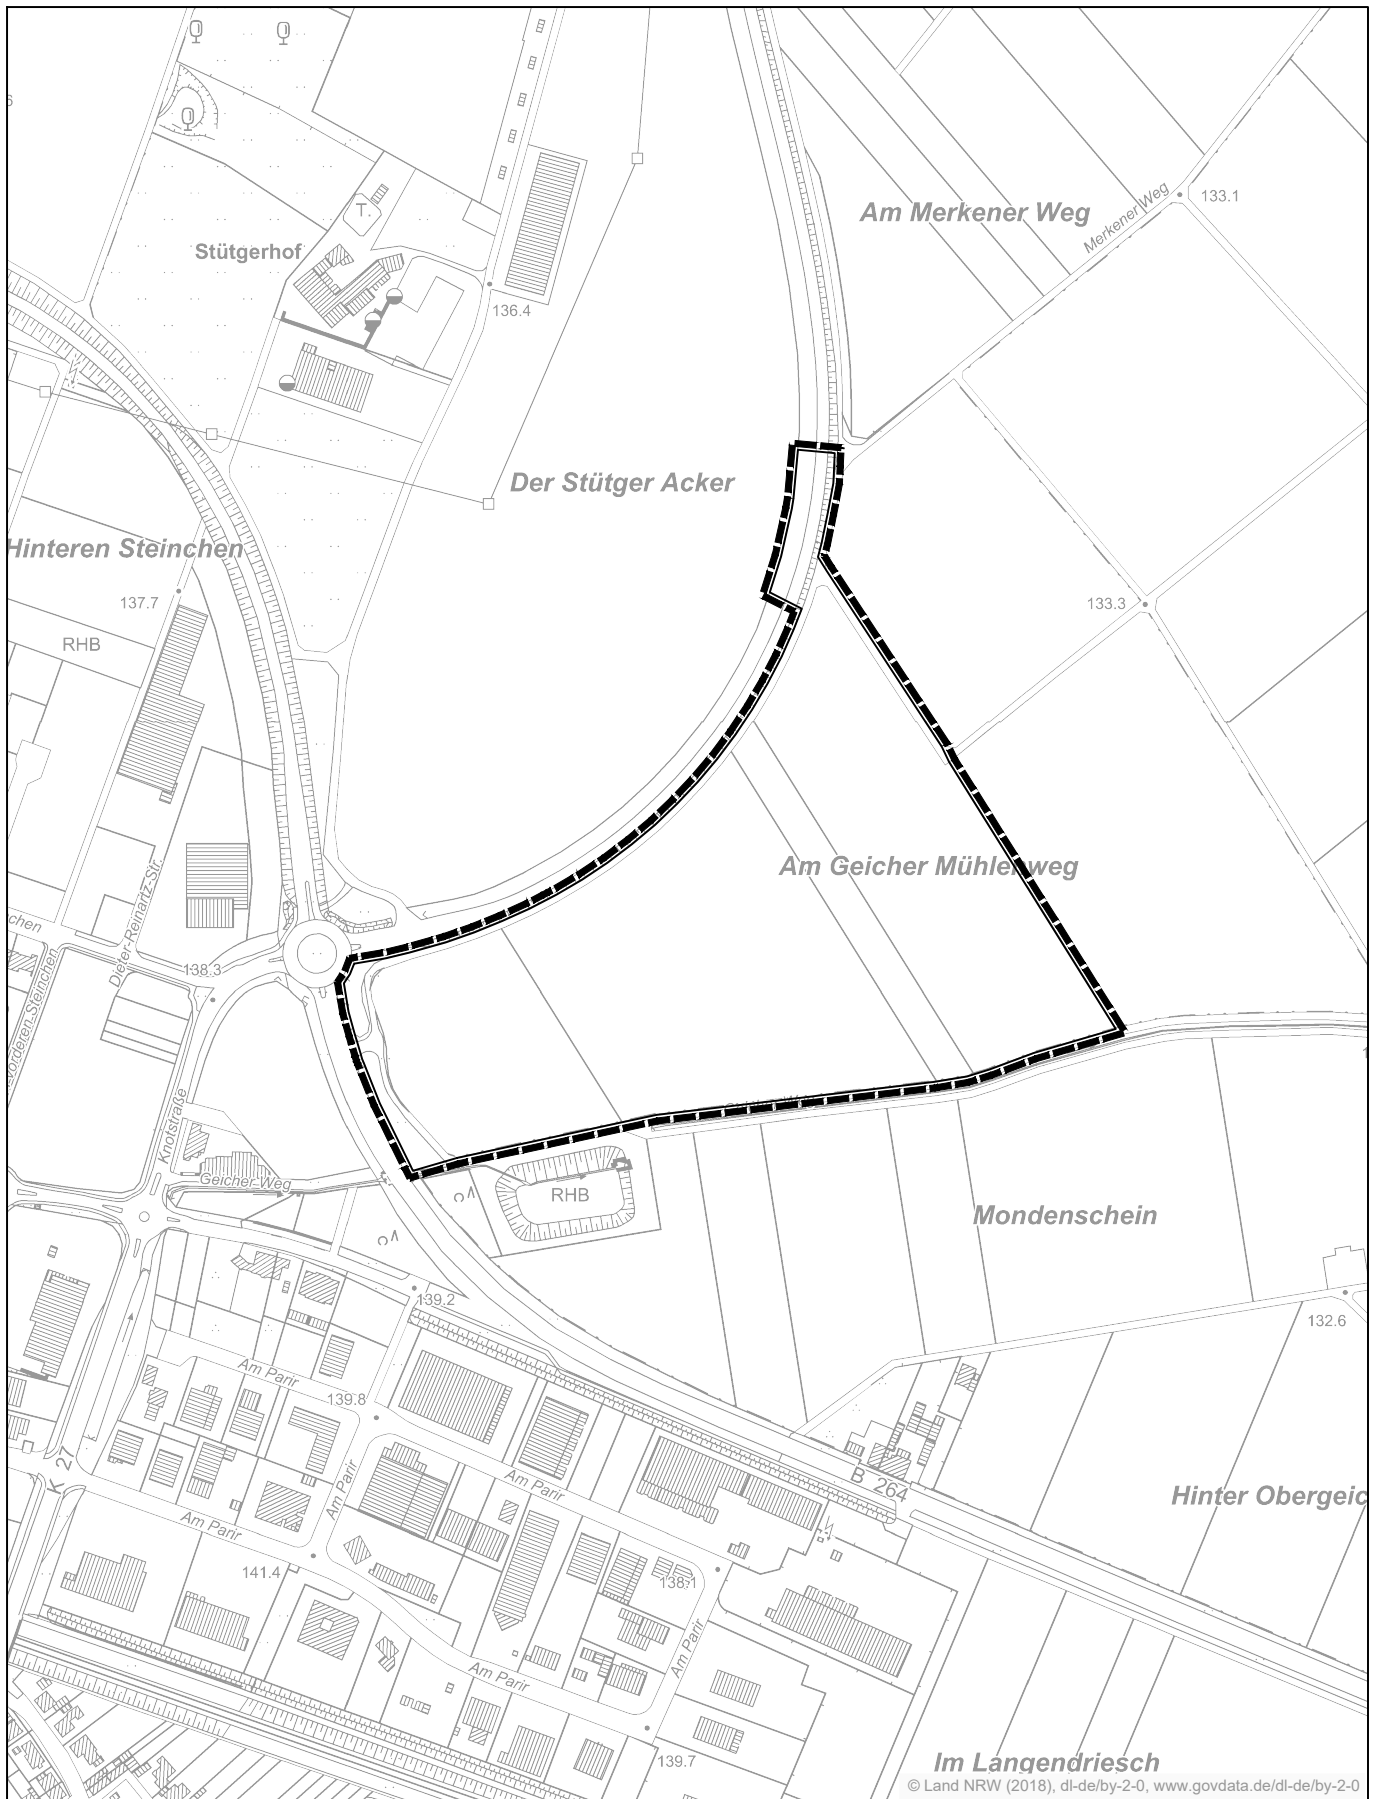 Am Merkener Weg
Merkener Weg
133.1
T.
Stütgerhof
136.4
Der Stütger Acker
Hinteren Steinchen
137.7
133.3
RHB
Am Geicher Mühlenweg
Dieter-Reinartz-Str.
chen
138.3
vorderen-Steinchen
Knotstraße
Geicher-Weg
RHB
Mondenschein
139.2
132.6
Am Parir
139.8
K 27
Am Parir
Am Parir
B 264
Hinter Obergeic
Am Parir
141.4
138.1
Am Parir
Am Parir
139.7
Im Langendriesch
© Land NRW (2018), dl-de/by-2-0, www.govdata.de/dl-de/by-2-0